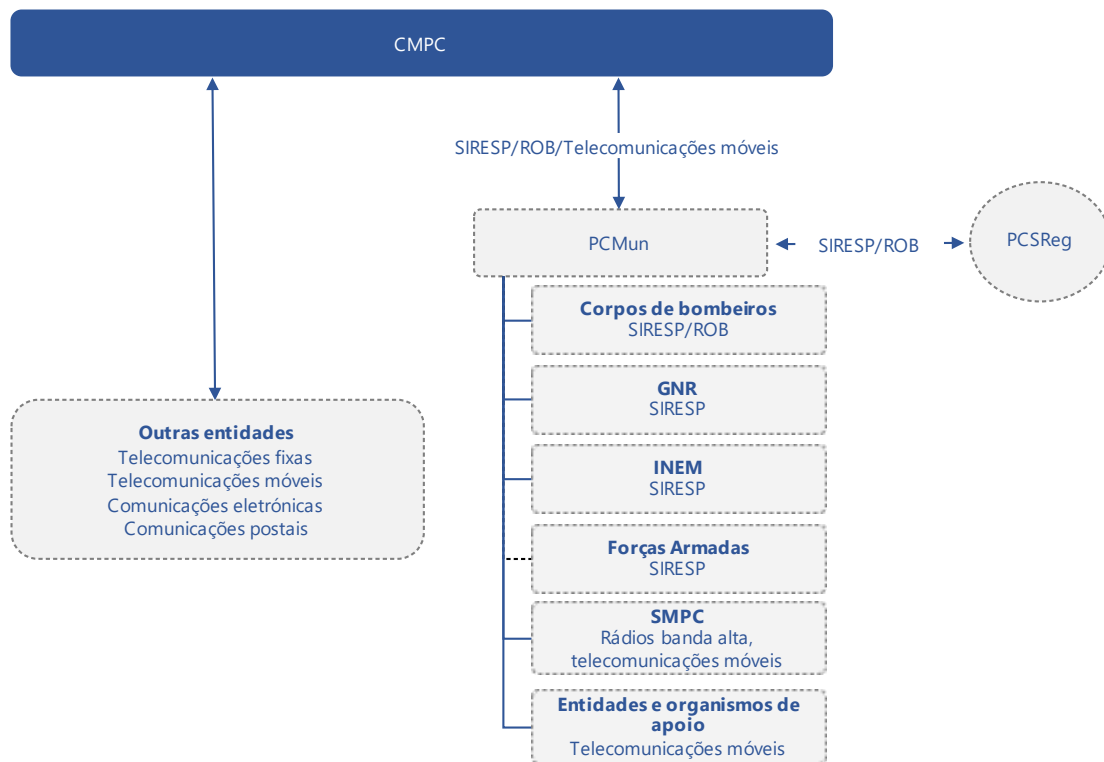 CMPC
SIRESP/ROB/Telecomunicações móveis
PCMun
SIRESP/ROB
PCSReg
Corpos de bombeiros
SIRESP/ROB
GNR
SIRESP
INEM
SIRESP
Forças Armadas
SIRESP
SMPC
Rádios banda alta,
telecomunicações móveis
Entidades e organismos de
apoio
Telecomunicações móveis
Outras entidades
Telecomunicações fixas
Telecomunicações móveis
Comunicações eletrónicas
Comunicações postais